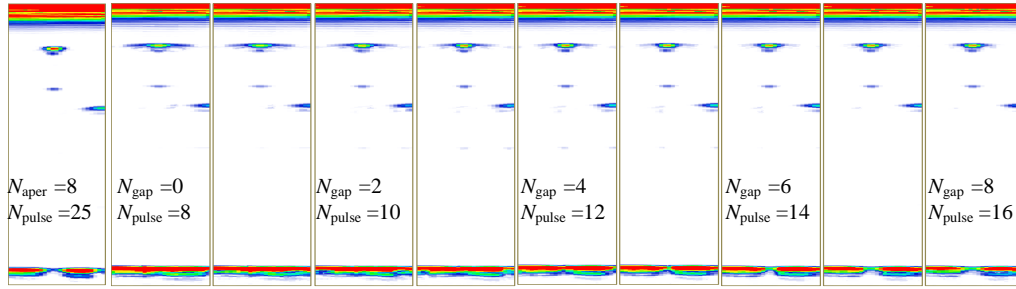 N_aper =8
N_pulse =25
N_gap =0
N_pulse =8
N_gap =2
N_pulse =10
N_gap =4
N_pulse =12
N_gap =6
N_pulse =14
N_gap =8
N_pulse =16